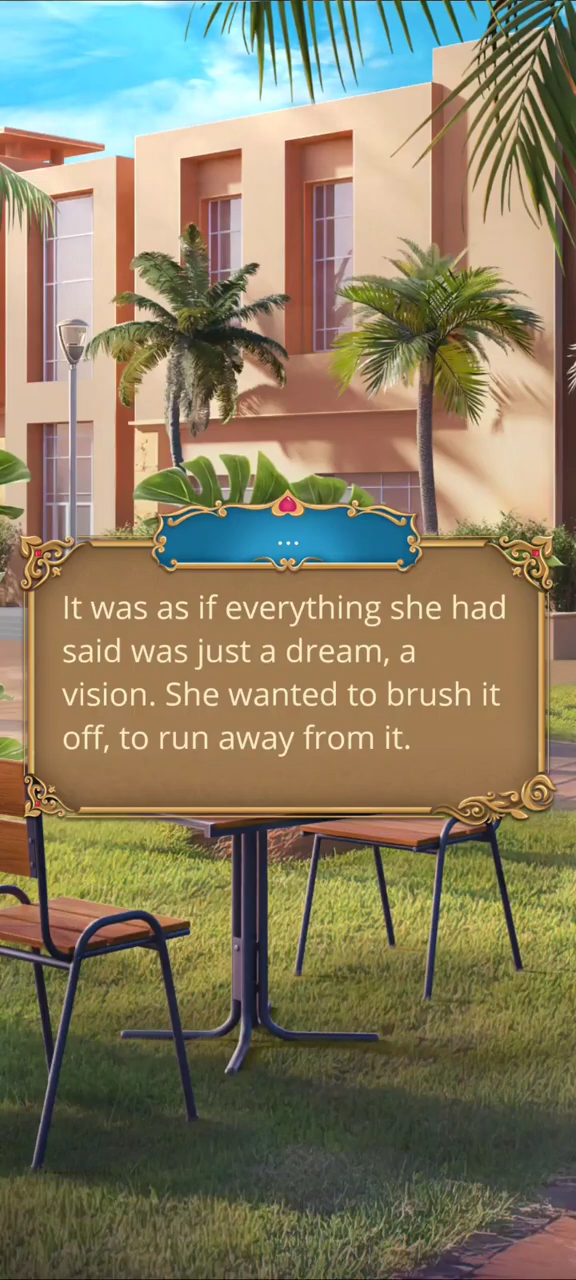 ...
It was as if everything she had
said was just a dream, a
vision. She wanted to brush it
off, to run away from it.